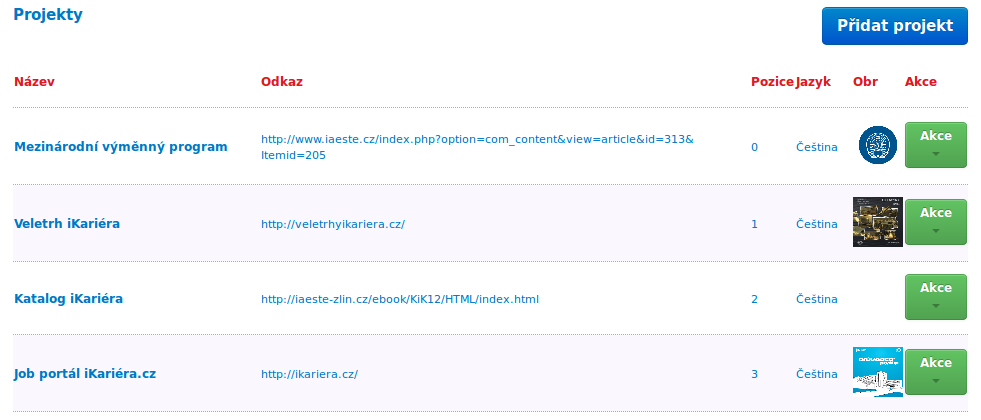 Projekty
Přidat projekt
Název Odkaz Pozice Jazyk Obr Akce
Mezinárodní výměnný program http://www.iaeste.cz/index.php?option=com_content&view=article&id=313& 0 Čeština Akce
Itemid=205
Veletrh iKariéra http://veletrhyikariera.cz/ 1 Čeština Akce
Katalog iKariéra http://iaeste-zlin.cz/ebook/KiK12/HTML/index.html 2 Čeština Akce
Job portál iKariéra.cz http://ikariera.cz/ 3 Čeština Akce